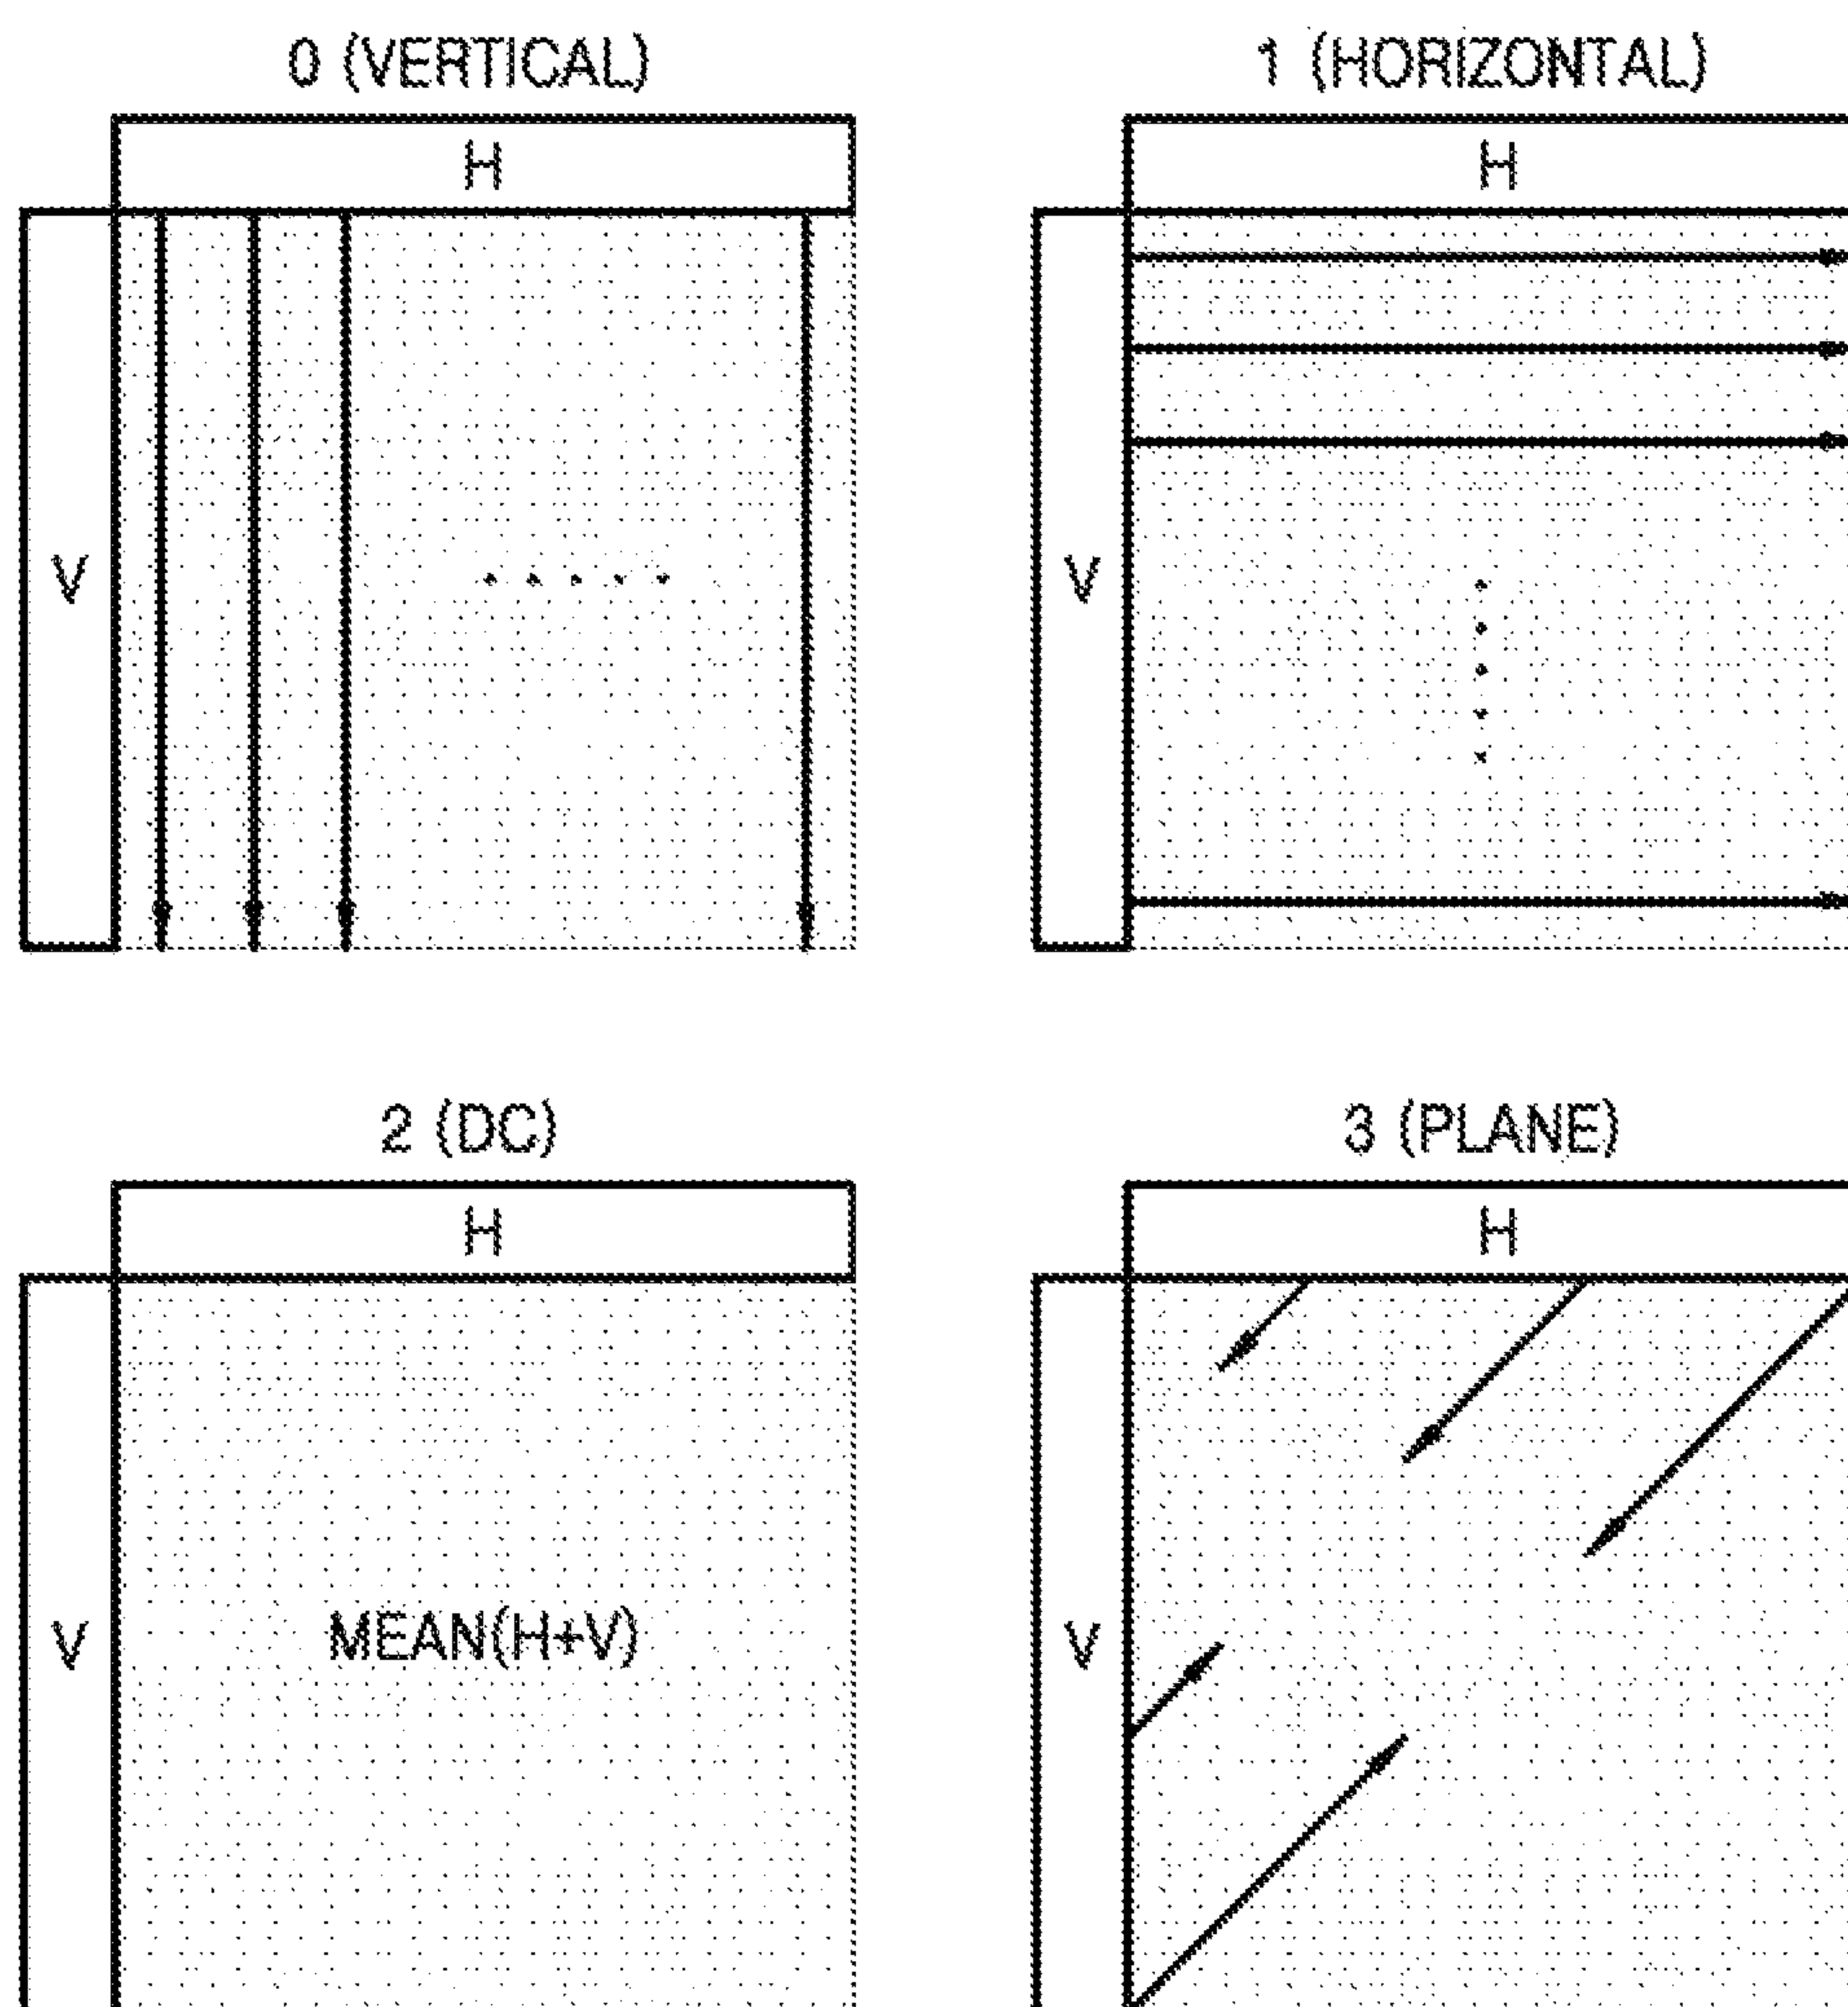 0 (VERTICAL)
1 (HORIZONTAL)
H
H
V
V
2 (DC)
3 (PLANE)
H
H
V
MEAN(H+V)
V